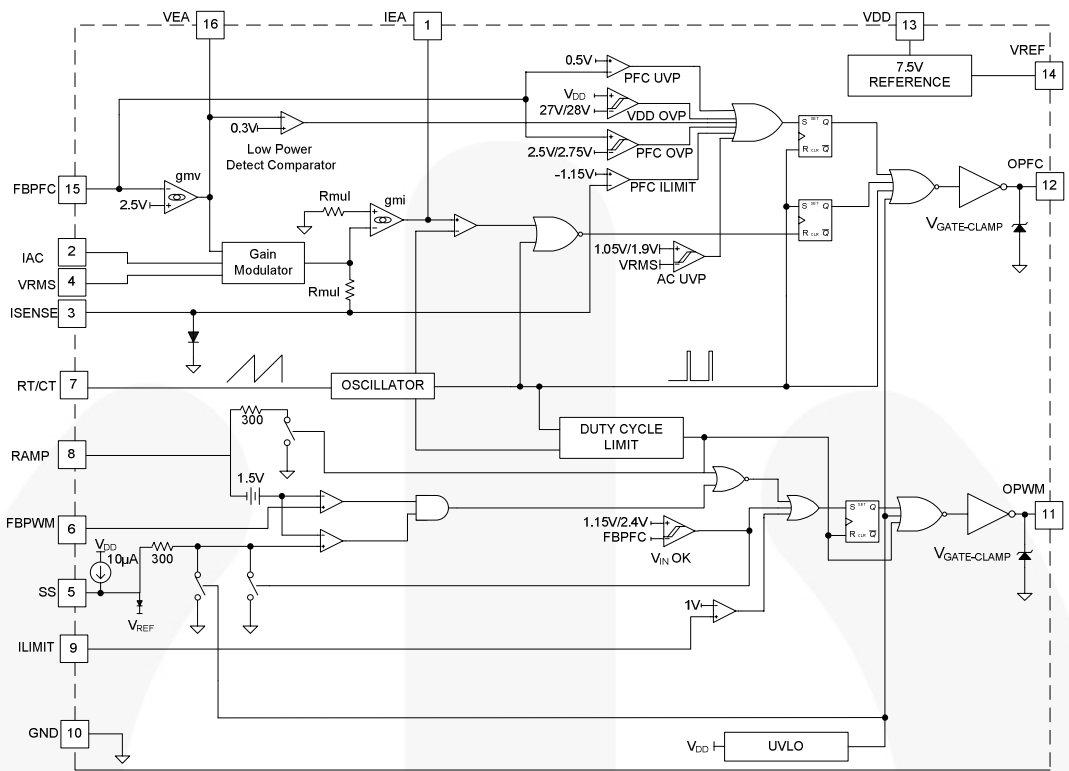 VEA
16
IEA
1
VDD
13
VREF
14
7.5V
REFERENCE
0.5V
PFC UVP
VDD
27V/28V
VDD OVP
0.3V
Low Power
Detect Comparator
2.5V/2.75V
PFC OVP
-1.15V
PFC ILIMIT
S SET Q
R CLR Q̅
FBPFC
15
gmv
2.5V
Rmul
gmi
OPFC
12
VGATE-CLAMP
S SET Q
R CLR Q̅
IAC
2
Gain
Modulator
1.05V/1.9V
VRMS
AC UVP
VRMS
4
Rmul
ISENSE
3
RT/CT
7
OSCILLATOR
300
DUTY CYCLE
LIMIT
RAMP
8
1.5V
FBPWM
6
1.15V/2.4V
FBPFC
VIN OK
S SET Q
R CLR Q̅
OPWM
11
VGATE-CLAMP
VDD
10µA
300
SS
5
VREF
1V
ILIMIT
9
GND
10
VDD
UVLO